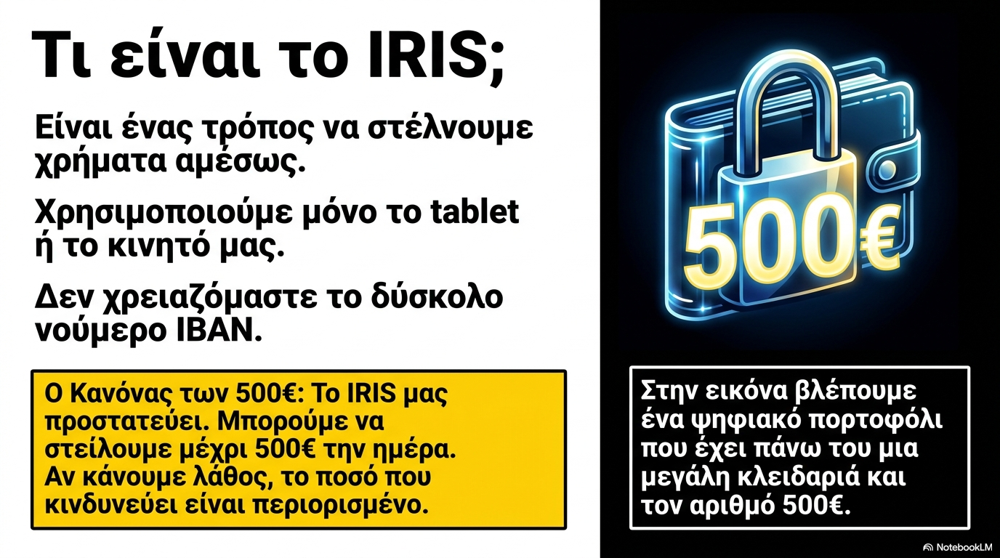 Τι είναι το IRIS;
Είναι ένας τρόπος να στέλνουμε
χρήματα αμέσως.
Χρησιμοποιούμε μόνο το tablet
ή το κινητό μας.
Δεν χρειαζόμαστε το δύσκολο
νούμερο IBAN.
Ο Κανόνας των 500€: Το IRIS μας
προστατεύει. Μπορούμε να
στείλουμε μέχρι 500€ την ημέρα.
Αν κάνουμε λάθος, το ποσό που
κινδυνεύει είναι περιορισμένο.
500€
Στην εικόνα βλέπουμε
ένα ψηφιακό πορτοφόλι
που έχει πάνω του μια
μεγάλη κλειδαριά και
τον αριθμό 500€.
NotebookLM